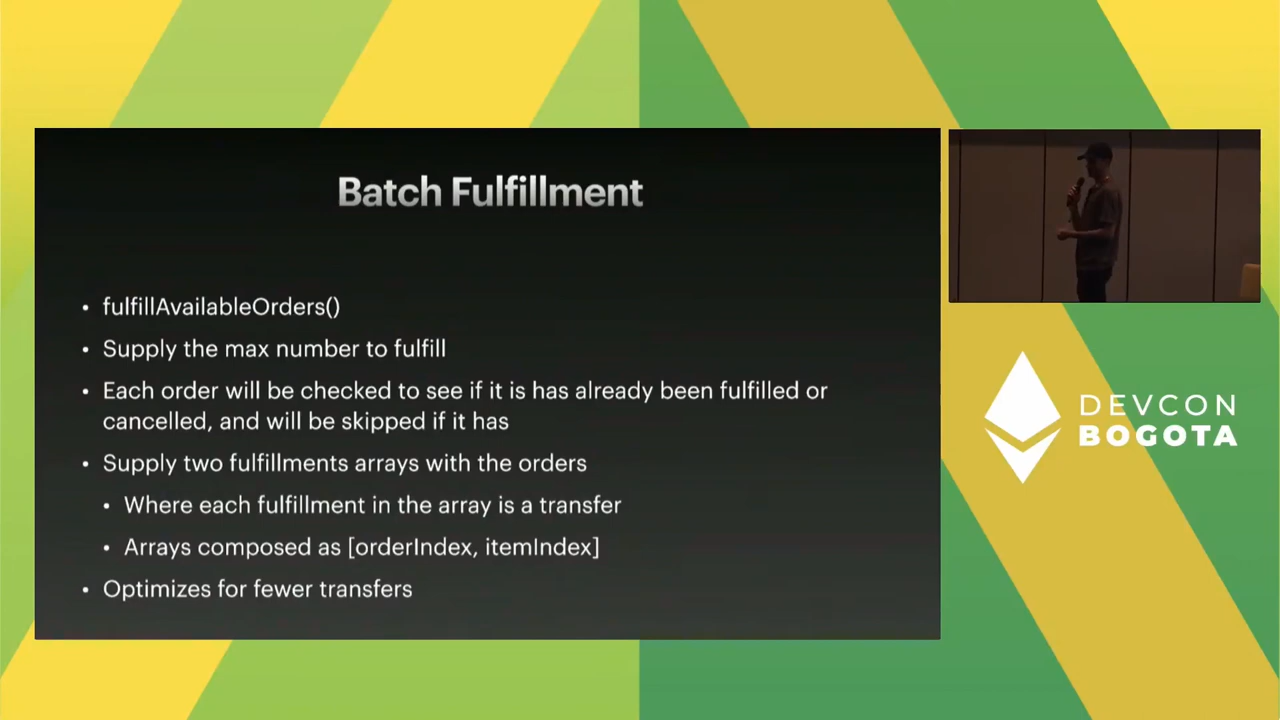 Batch Fulfillment
• fulfillAvailableOrders()
• Supply the max number to fulfill
• Each order will be checked to see if it is has already been fulfilled or
cancelled, and will be skipped if it has
• Supply two fulfillments arrays with the orders
• Where each fulfillment in the array is a transfer
• Arrays composed as [orderIndex, itemIndex]
• Optimizes for fewer transfers
DEVCON
BOGOTA